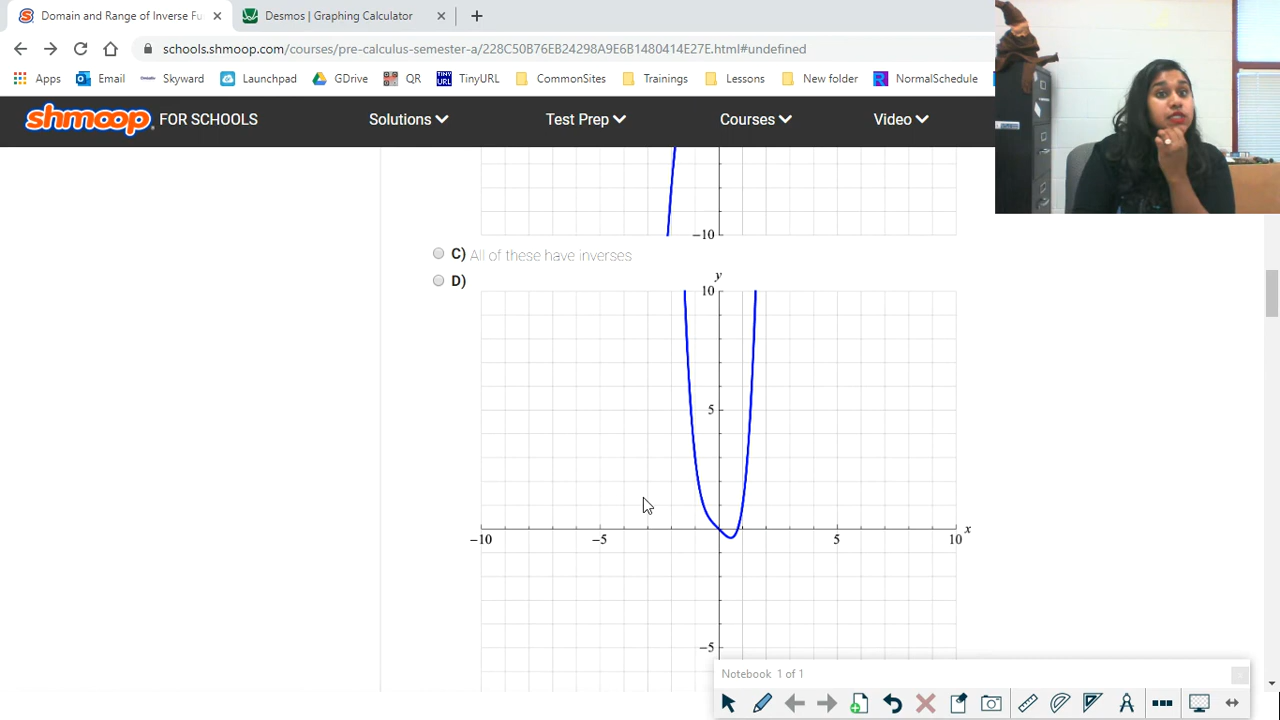 Domain and Range of Inverse Fu
Desmos | Graphing Calculator
schools.shmoop.com/courses/pre-calculus-semester-a/228C50B76EB24298A9E6B1480414E27E.html#undefined
Apps Email Skyward Launchpad GDrive QR TinyURL CommonSites Trainings Lessons New folder NormalSchedule
shmoop FOR SCHOOLS Solutions Test Prep Courses Video
−10
C) All of these have inverses
D)
y
10
5
−10 −5 5 10 x
−5
Notebook 1 of 1